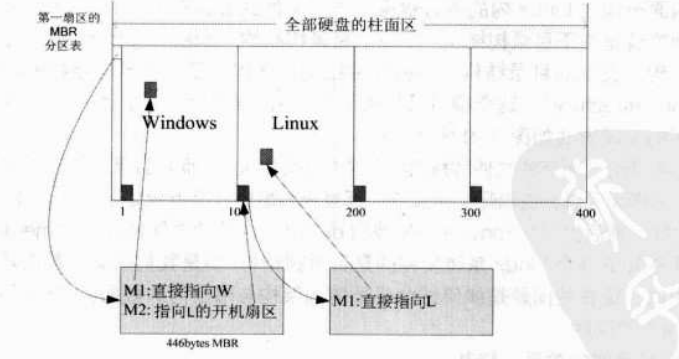 第一扇区的
MBR
分区表
全部硬盘的柱面区
Windows
Linux
1
100
200
300
400
M1:直接指向W
M2: 指向L的开机扇区
M1:直接指向L
446bytes MBR